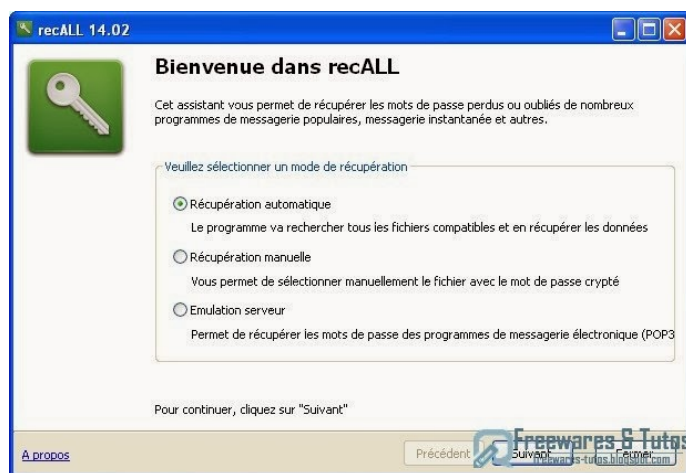 recALL 14.02
Bienvenue dans recALL
Cet assistant vous permet de récupérer les mots de passe perdus ou oubliés de nombreux
programmes de messagerie populaires, messagerie instantanée et autres.
Veuillez sélectionner un mode de récupération
Récupération automatique
Le programme va rechercher tous les fichiers compatibles et en récupérer les données
Récupération manuelle
Vous permet de sélectionner manuellement le fichier avec le mot de passe crypté
Emulation serveur
Permet de récupérer les mots de passe des programmes de messagerie électronique (POP3
Pour continuer, cliquez sur "Suivant"
A propos
Précédent
Suivant
Fermer
Freewares & Tutos
freewares-tutos.blogspot.com